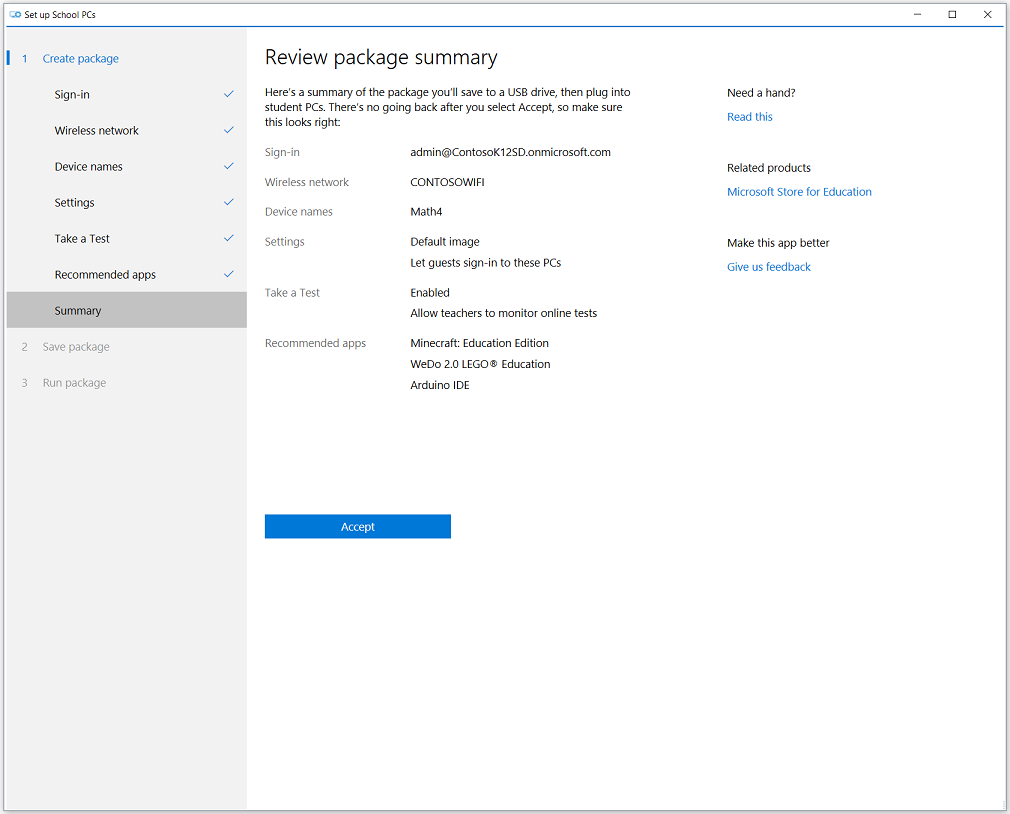 Set up School PCs
1 Create package
Sign-in
Wireless network
Device names
Settings
Take a Test
Recommended apps
Summary
2 Save package
3 Run package
Review package summary
Here's a summary of the package you'll save to a USB drive, then plug into
student PCs. There's no going back after you select Accept, so make sure
this looks right:
Sign-in admin@ContosoK12SD.onmicrosoft.com
Wireless network CONTOSOWIFI
Device names Math4
Settings Default image
Let guests sign-in to these PCs
Take a Test Enabled
Allow teachers to monitor online tests
Recommended apps Minecraft: Education Edition
WeDo 2.0 LEGO® Education
Arduino IDE
Accept
Need a hand?
Read this
Related products
Microsoft Store for Education
Make this app better
Give us feedback